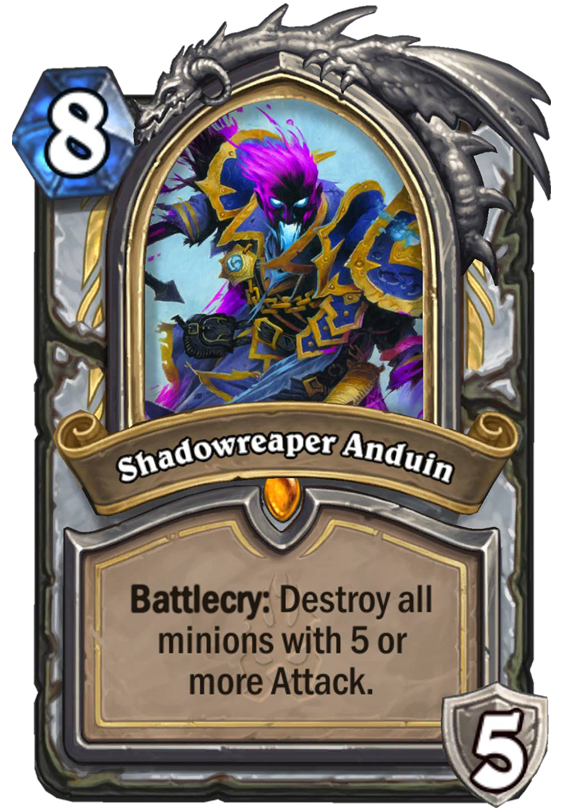 8
Shadowreaper Anduin
Battlecry: Destroy all
minions with 5 or
more Attack.
5